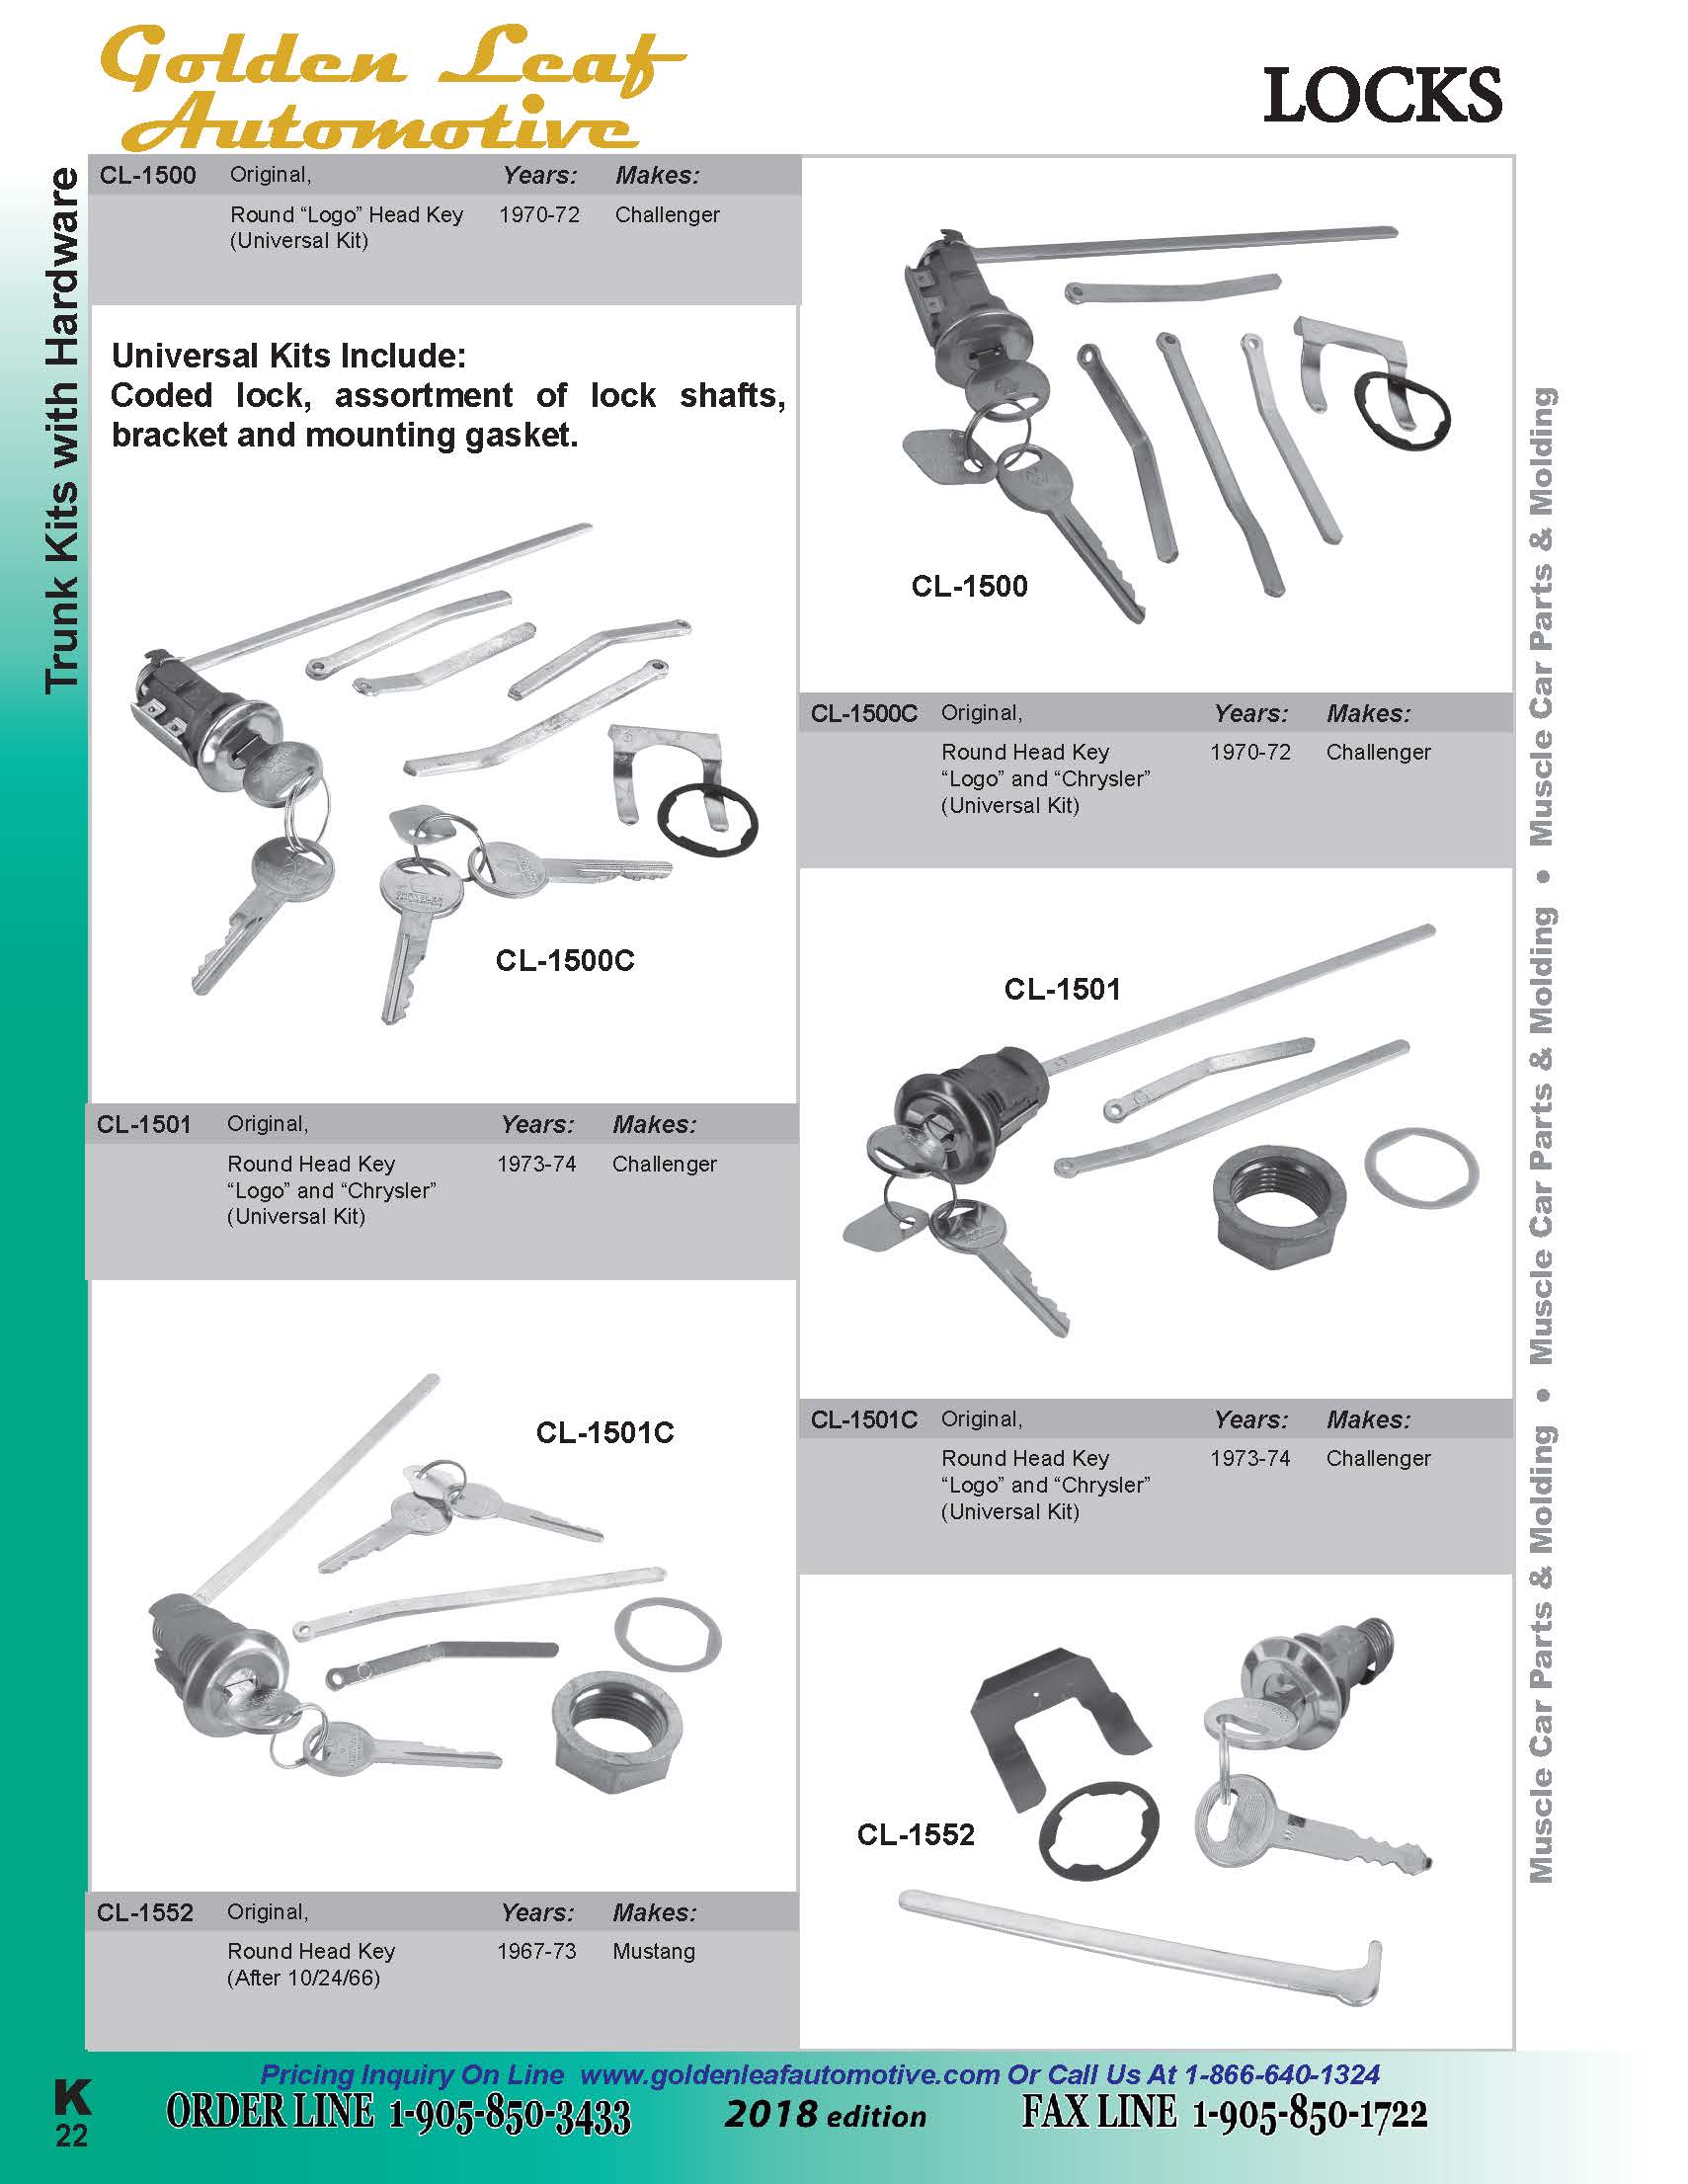 Golden Leaf
Automotive
LOCKS
Trunk Kits with Hardware
CL-1500 Original, Years: Makes:
Round “Logo” Head Key 1970-72 Challenger
(Universal Kit)
Universal Kits Include:
Coded lock, assortment of lock shafts,
bracket and mounting gasket.
CL-1500C
CL-1501 Original, Years: Makes:
Round Head Key 1973-74 Challenger
“Logo” and “Chrysler”
(Universal Kit)
CL-1501C
CL-1552 Original, Years: Makes:
Round Head Key 1967-73 Mustang
(After 10/24/66)
CL-1500
CL-1500C Original, Years: Makes:
Round Head Key 1970-72 Challenger
“Logo” and “Chrysler”
(Universal Kit)
CL-1501
CL-1501C Original, Years: Makes:
Round Head Key 1973-74 Challenger
“Logo” and “Chrysler”
(Universal Kit)
CL-1552
Muscle Car Parts & Molding • Muscle Car Parts & Molding • Muscle Car Parts & Molding
Pricing Inquiry On Line www.goldenleafautomotive.com Or Call Us At 1-866-640-1324
K
22
ORDER LINE 1-905-850-3433 2018 edition FAX LINE 1-905-850-1722